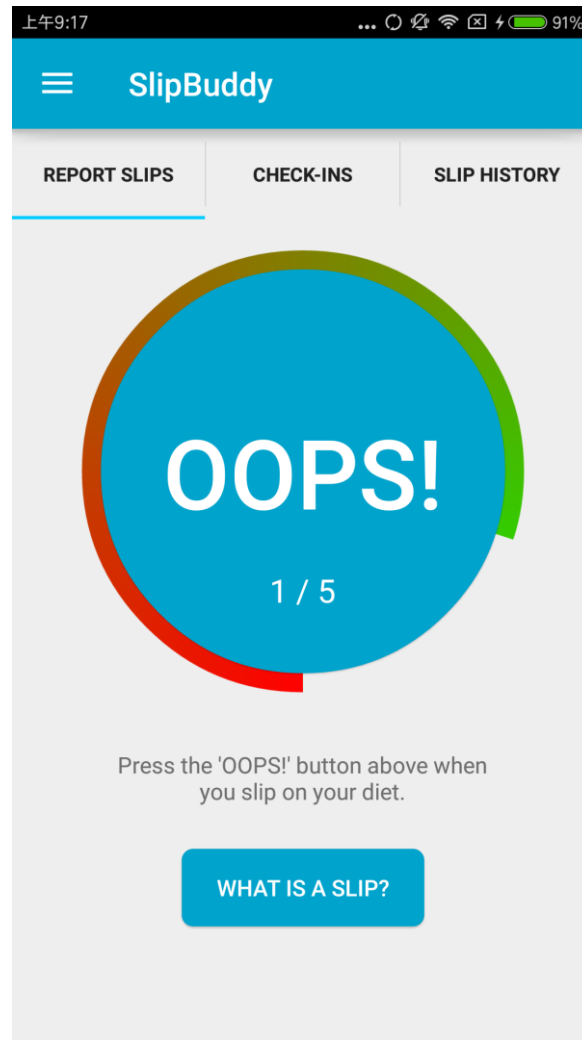 上午9:17 ... 91%
SlipBuddy
REPORT SLIPS CHECK-INS SLIP HISTORY
OOPS!
1 / 5
Press the 'OOPS!' button above when
you slip on your diet.
WHAT IS A SLIP?